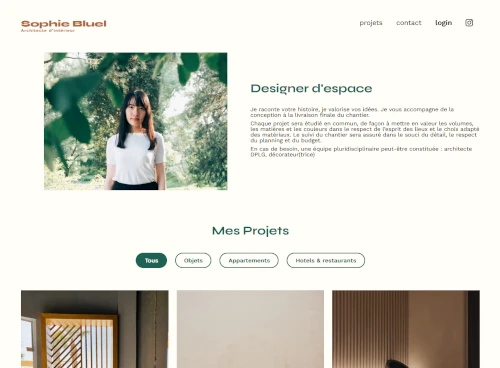 Sophie Bluel
Architecte d'intérieur
projets
contact
login
Designer d'espace
Je raconte votre histoire, je valorise vos idées. Je vous accompagne de la
conception à la livraison finale du chantier.
Chaque projet sera étudié en commun, de façon à mettre en valeur les volumes,
les matières et les couleurs dans le respect de l'esprit des lieux et le choix adapté
des matériaux. Le suivi du chantier sera assuré dans le souci du détail, le respect
du planning et du budget.
En cas de besoin, une équipe pluridisciplinaire peut-être constituée : architecte
DPLG, décorateur(trice)
Mes Projets
Tous
Objets
Appartements
Hotels & restaurants